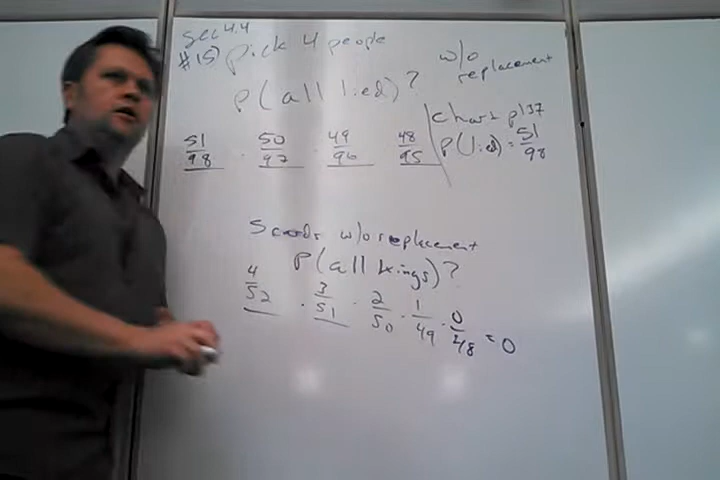 sec 4.4
#15) Pick 4 people
w/o replacement
P(all lied)?
chart p137
P(lied) = 51/98
51/98 · 50/97 · 49/96 48/95
5 cards w/o replacement
P(all kings)?
4/52 · 3/51 · 2/50 · 1/49 · 0/48 = 0